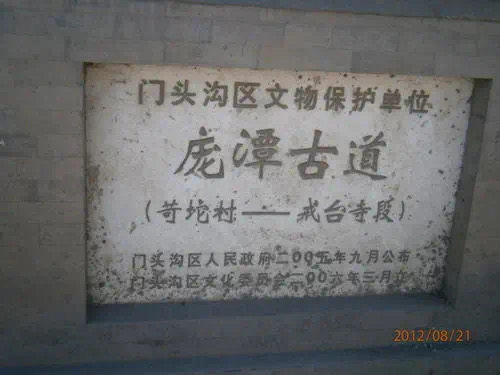 门头沟区文物保护单位
庞潭古道
(苛坨村——戒台寺段)
门头沟区人民政府二00五年九月公布
门头沟区文化委员会二00六年三月立
2012/08/21